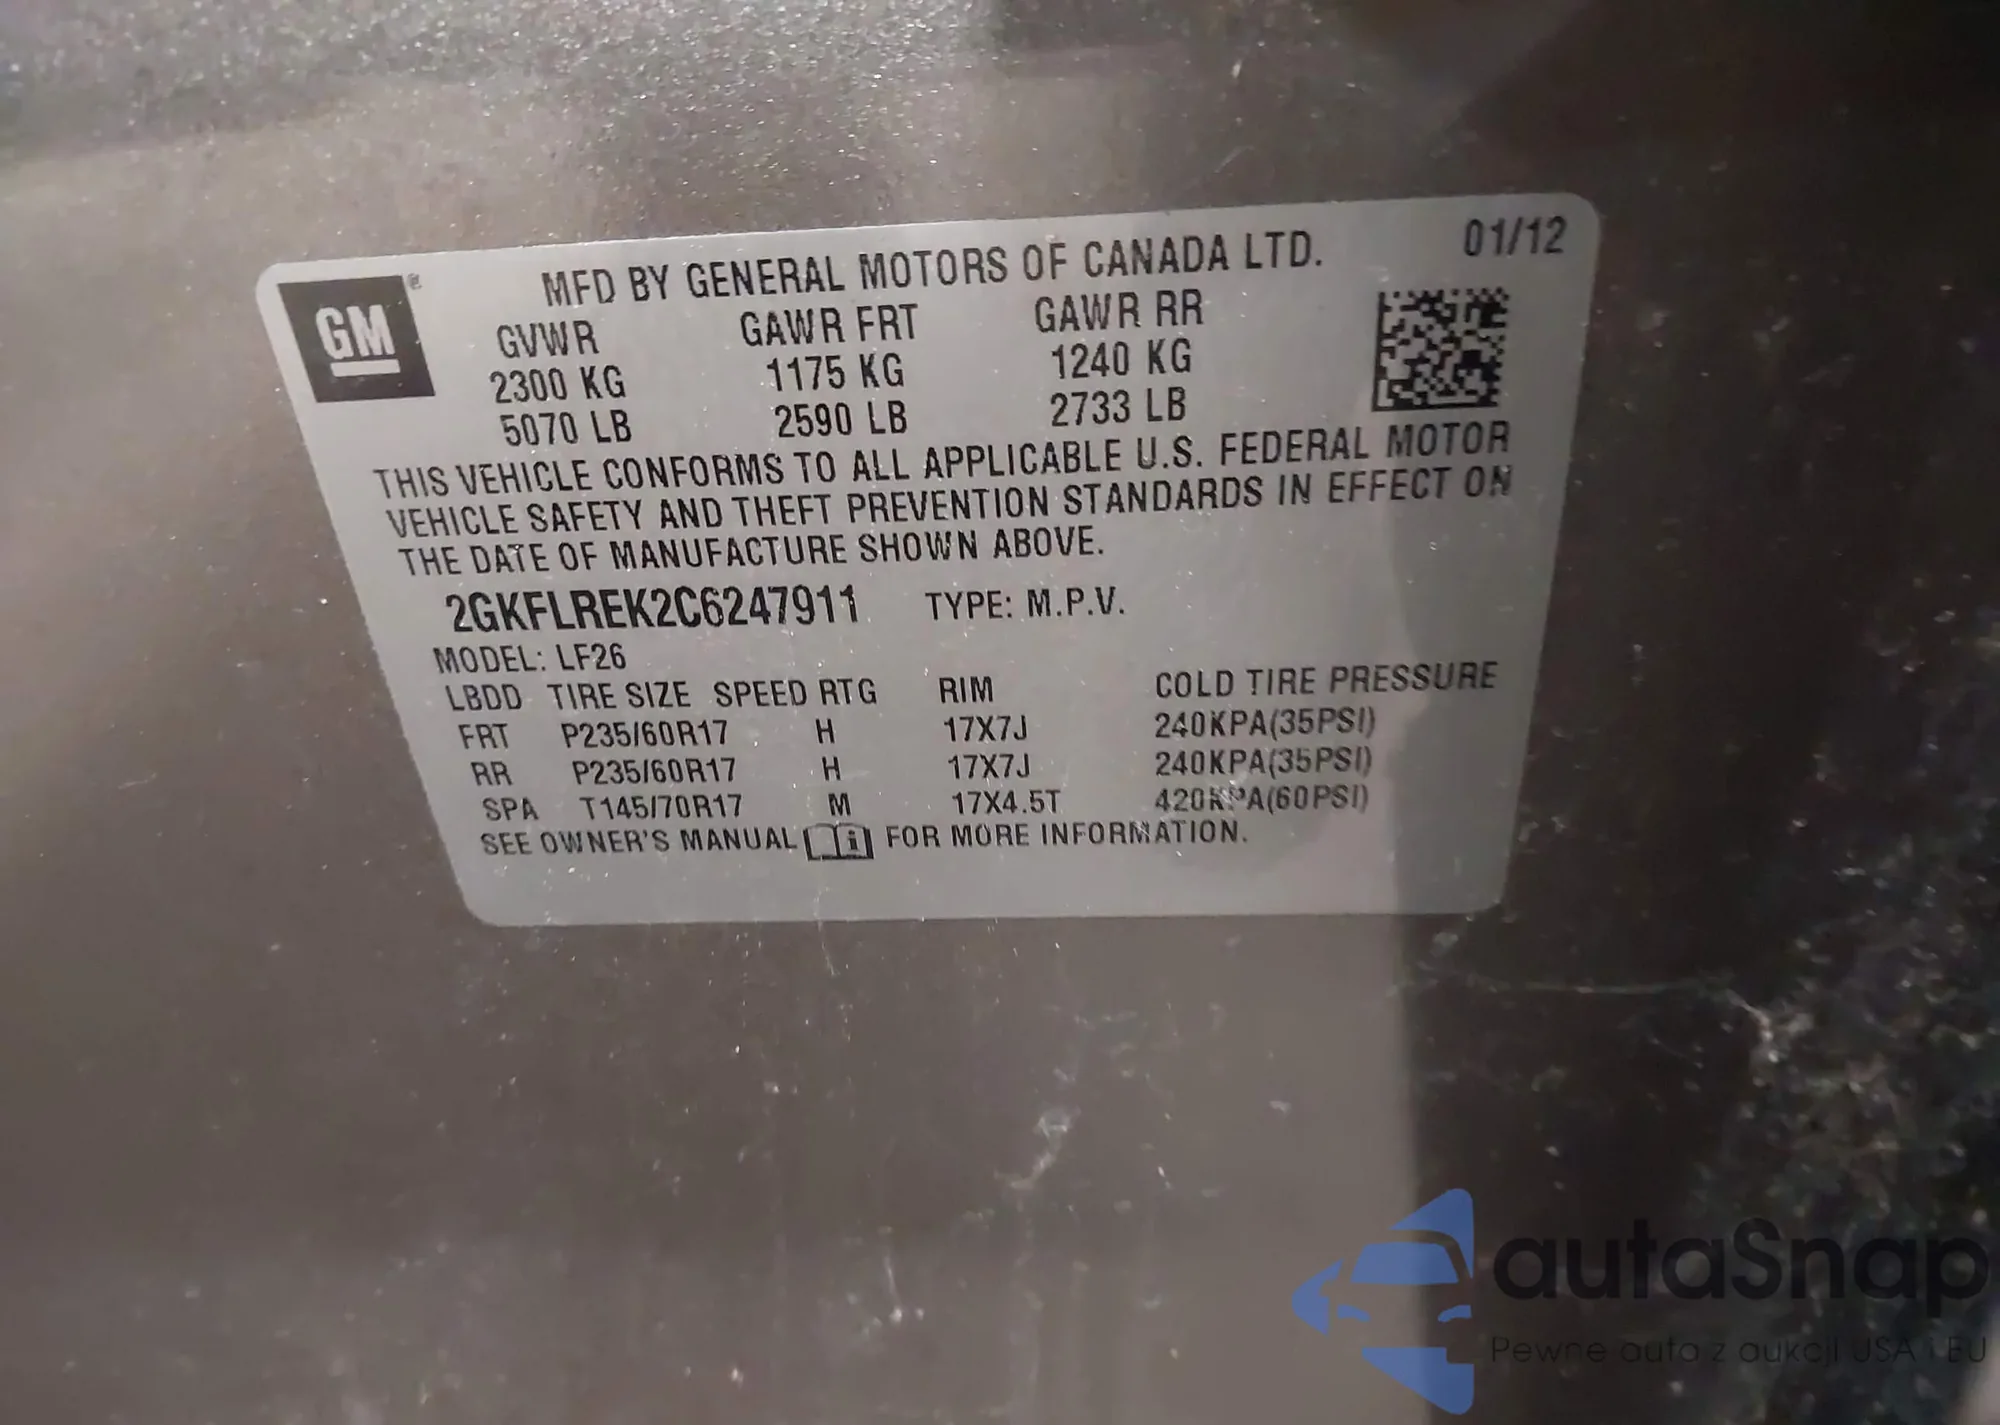 GM ®
MFD BY GENERAL MOTORS OF CANADA LTD. 01/12
GVWR GAWR FRT GAWR RR
2300 KG 1175 KG 1240 KG
5070 LB 2590 LB 2733 LB
THIS VEHICLE CONFORMS TO ALL APPLICABLE U.S. FEDERAL MOTOR
VEHICLE SAFETY AND THEFT PREVENTION STANDARDS IN EFFECT ON
THE DATE OF MANUFACTURE SHOWN ABOVE.
2GKFLREK2C6247911 TYPE: M.P.V.
MODEL: LF26
LBDD TIRE SIZE SPEED RTG RIM COLD TIRE PRESSURE
FRT P235/60R17 H 17X7J 240KPA(35PSI)
RR P235/60R17 H 17X7J 240KPA(35PSI)
SPA T145/70R17 M 17X4.5T 420KPA(60PSI)
SEE OWNER'S MANUAL i FOR MORE INFORMATION.
autaSnap
Pewne auta z aukcji USA i EU